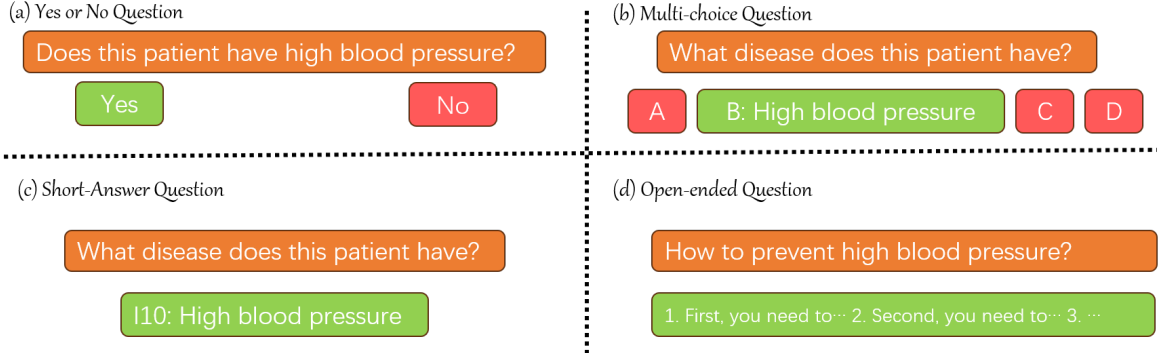 (a) Yes or No Question
Does this patient have high blood pressure?
Yes
No
(b) Multi-choice Question
What disease does this patient have?
A
B: High blood pressure
C
D
(c) Short-Answer Question
What disease does this patient have?
I10: High blood pressure
(d) Open-ended Question
How to prevent high blood pressure?
1. First, you need to··· 2. Second, you need to··· 3. ···